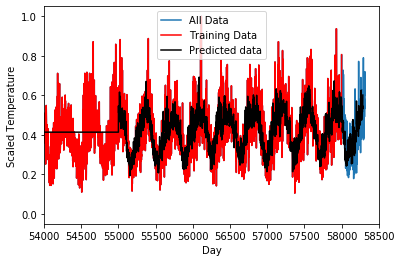 All Data
Training Data
Predicted data
1.0
0.8
0.6
0.4
0.2
0.0
Scaled Temperature
54000 54500 55000 55500 56000 56500 57000 57500 58000 58500
Day